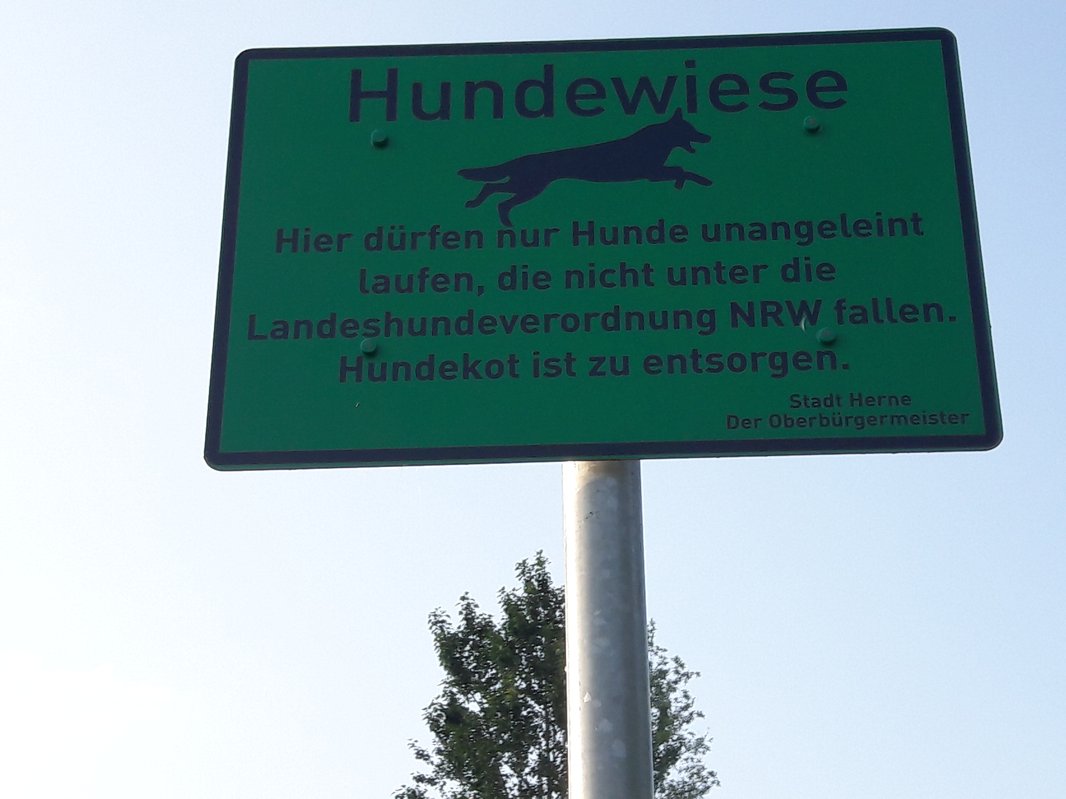 Hundewiese
Hier dürfen nur Hunde unangeleint
laufen, die nicht unter die
Landeshundeverordnung NRW fallen.
Hundekot ist zu entsorgen.
Stadt Herne
Der Oberbürgermeister